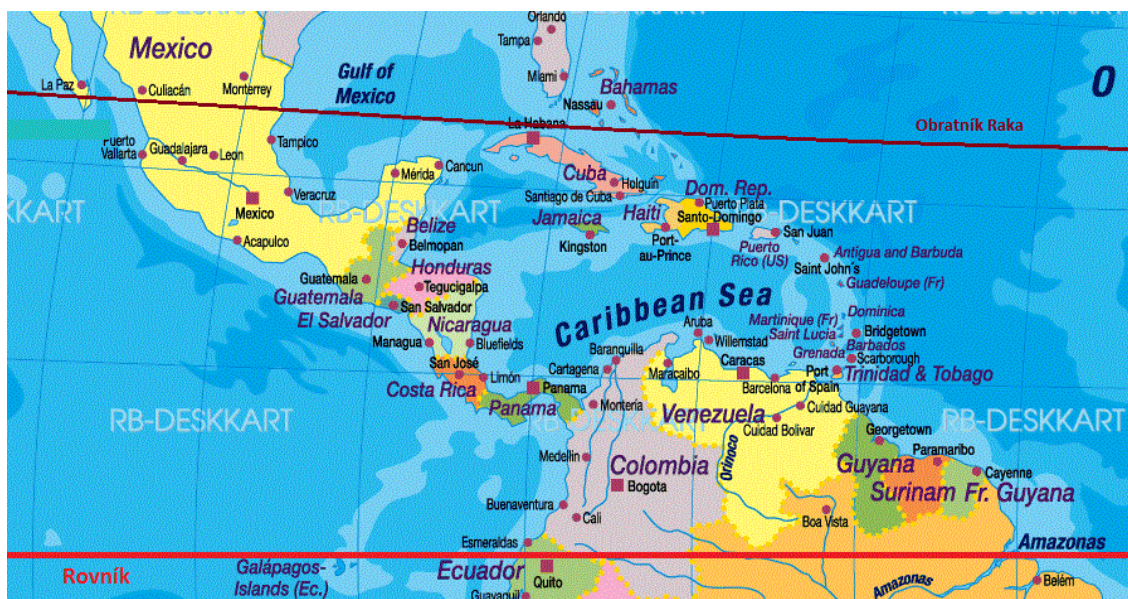 RB-DESKKART
Orlando
Tampa
Mexico
Gulf of
Mexico
Miami
Bahamas
La Paz
Culiacán
Monterrey
Nassau
O
La Habana
Obratník Raka
Puerto
Vallarta
Guadalajara
Leon
Tampico
Cancun
Mérida
Cuba
Holguin
Dom. Rep.
Veracruz
Santiago de Cuba
Puerto Plata
Mexico
KKART
RB-DESKKART
RB-DESKKART
Belize
Jamaica
Haiti
Santo-Domingo
San Juan
Acapulco
Belmopan
Kingston
Port-
au-Prince
Puerto
Rico (US)
Antigua and Barbuda
Saint John's
Honduras
Guatemala
Tegucigalpa
Guadeloupe (Fr)
Guatemala
San Salvador
El Salvador
Caribbean Sea
Dominica
Nicaragua
Martinique (Fr)
Saint Lucia
Bridgetown
Managua
Bluefields
Aruba
Willemstad
Baranquilla
Grenada
Barbados
Scarborough
San José
Limón
Cartagena
Maracaibo
Caracas
Port
of Spain
Trinidad & Tobago
Costa Rica
Panama
Barcelona
Panama
Montería
Venezuela
Cuidad Guayana
RB-DESKKART
RB-DESKKART
RB-DESKKART
Cuidad Bolivar
Georgetown
Medellin
Colombia
Orinoco
Guyana
Paramaribo
Cayenne
Bogota
Surinam
Fr. Guyana
Buenaventura
Cali
Boa Vista
Esmeraldas
Amazonas
Rovník
Galápagos-
Islands (Ec.)
Ecuador
Quito
Amazonas
Belém
Guayaquil